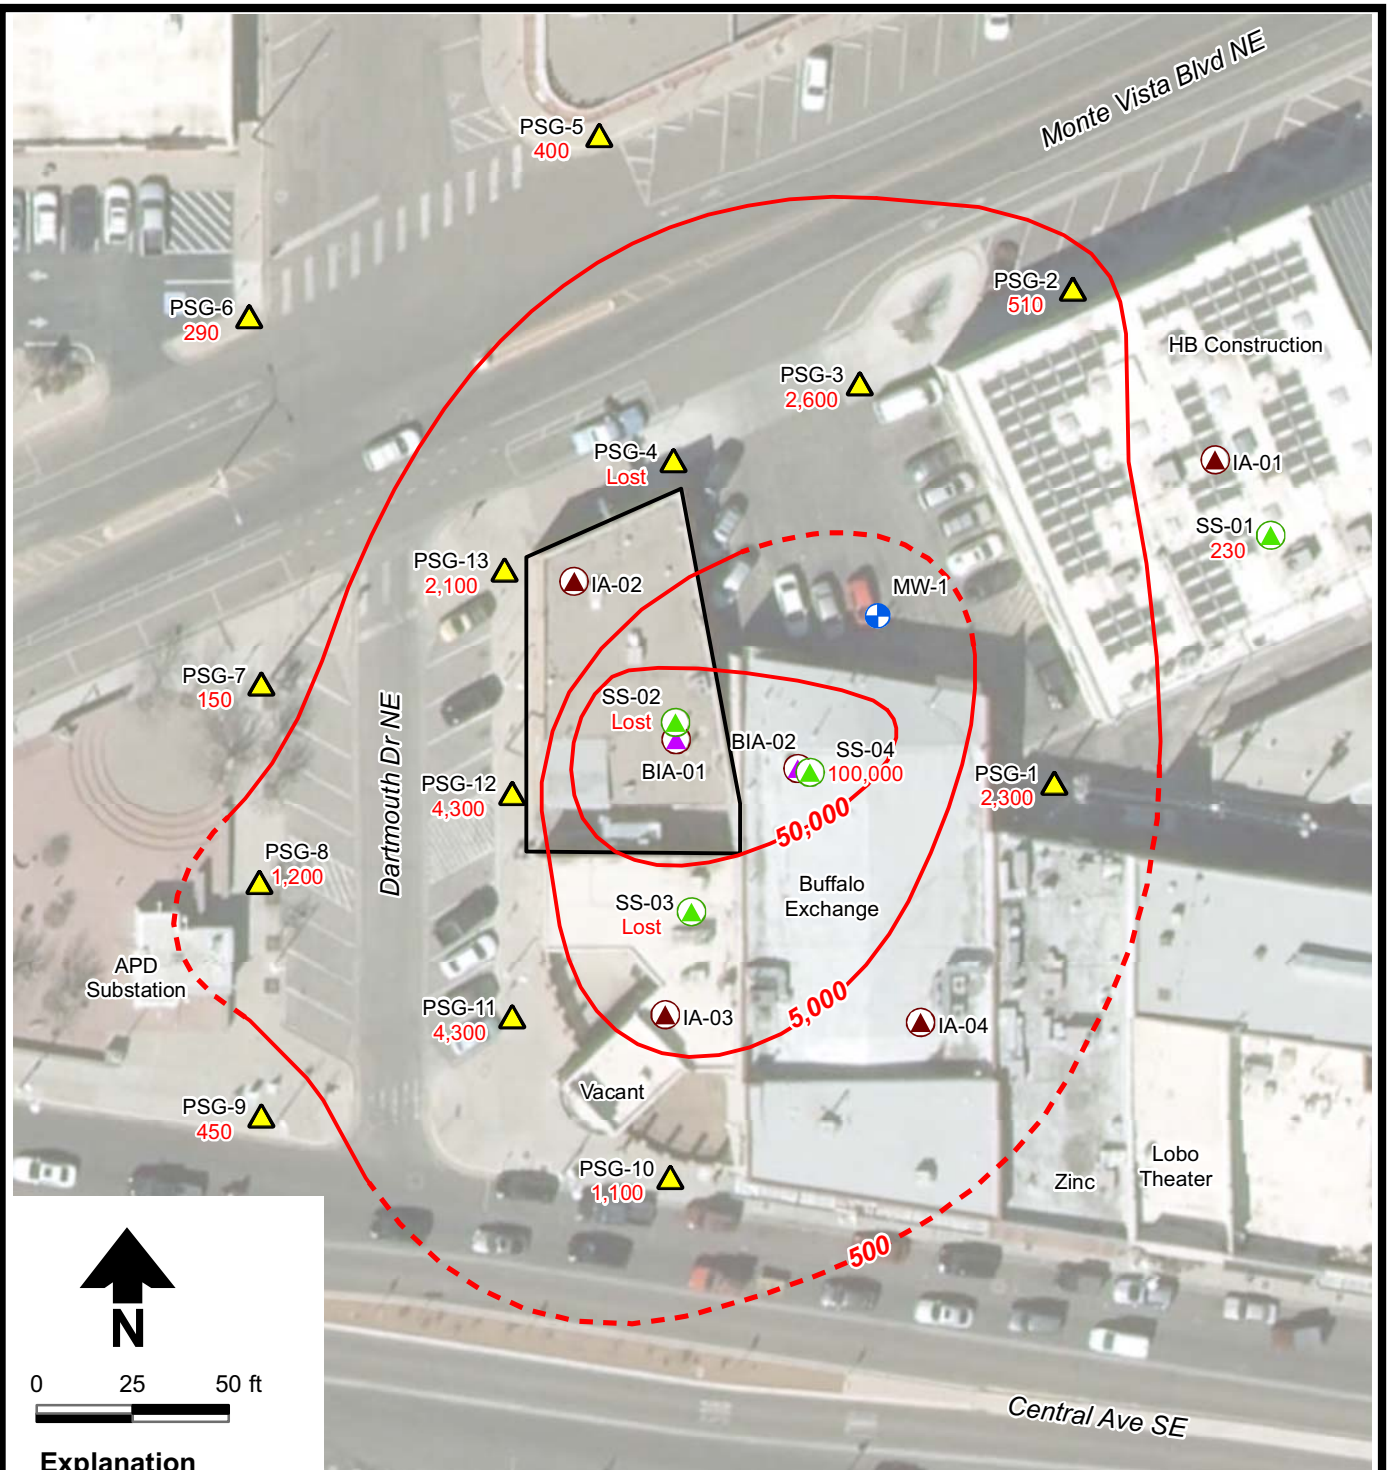 Monte Vista Blvd NE
PSG-5
400
PSG-2
510
PSG-6
290
HB Construction
PSG-3
2,600
PSG-4
Lost
IA-01
SS-01
230
PSG-13
2,100
IA-02
MW-1
PSG-7
150
SS-02
Lost
BIA-01
BIA-02
SS-04
100,000
PSG-1
2,300
Dartmouth Dr NE
PSG-12
4,300
50,000
PSG-8
1,200
Buffalo
Exchange
SS-03
Lost
APD
Substation
PSG-11
4,300
IA-03
5,000
IA-04
Vacant
PSG-9
450
PSG-10
1,100
Zinc
Lobo
Theater
500
N
0 25 50 ft
Central Ave SE
Explanation